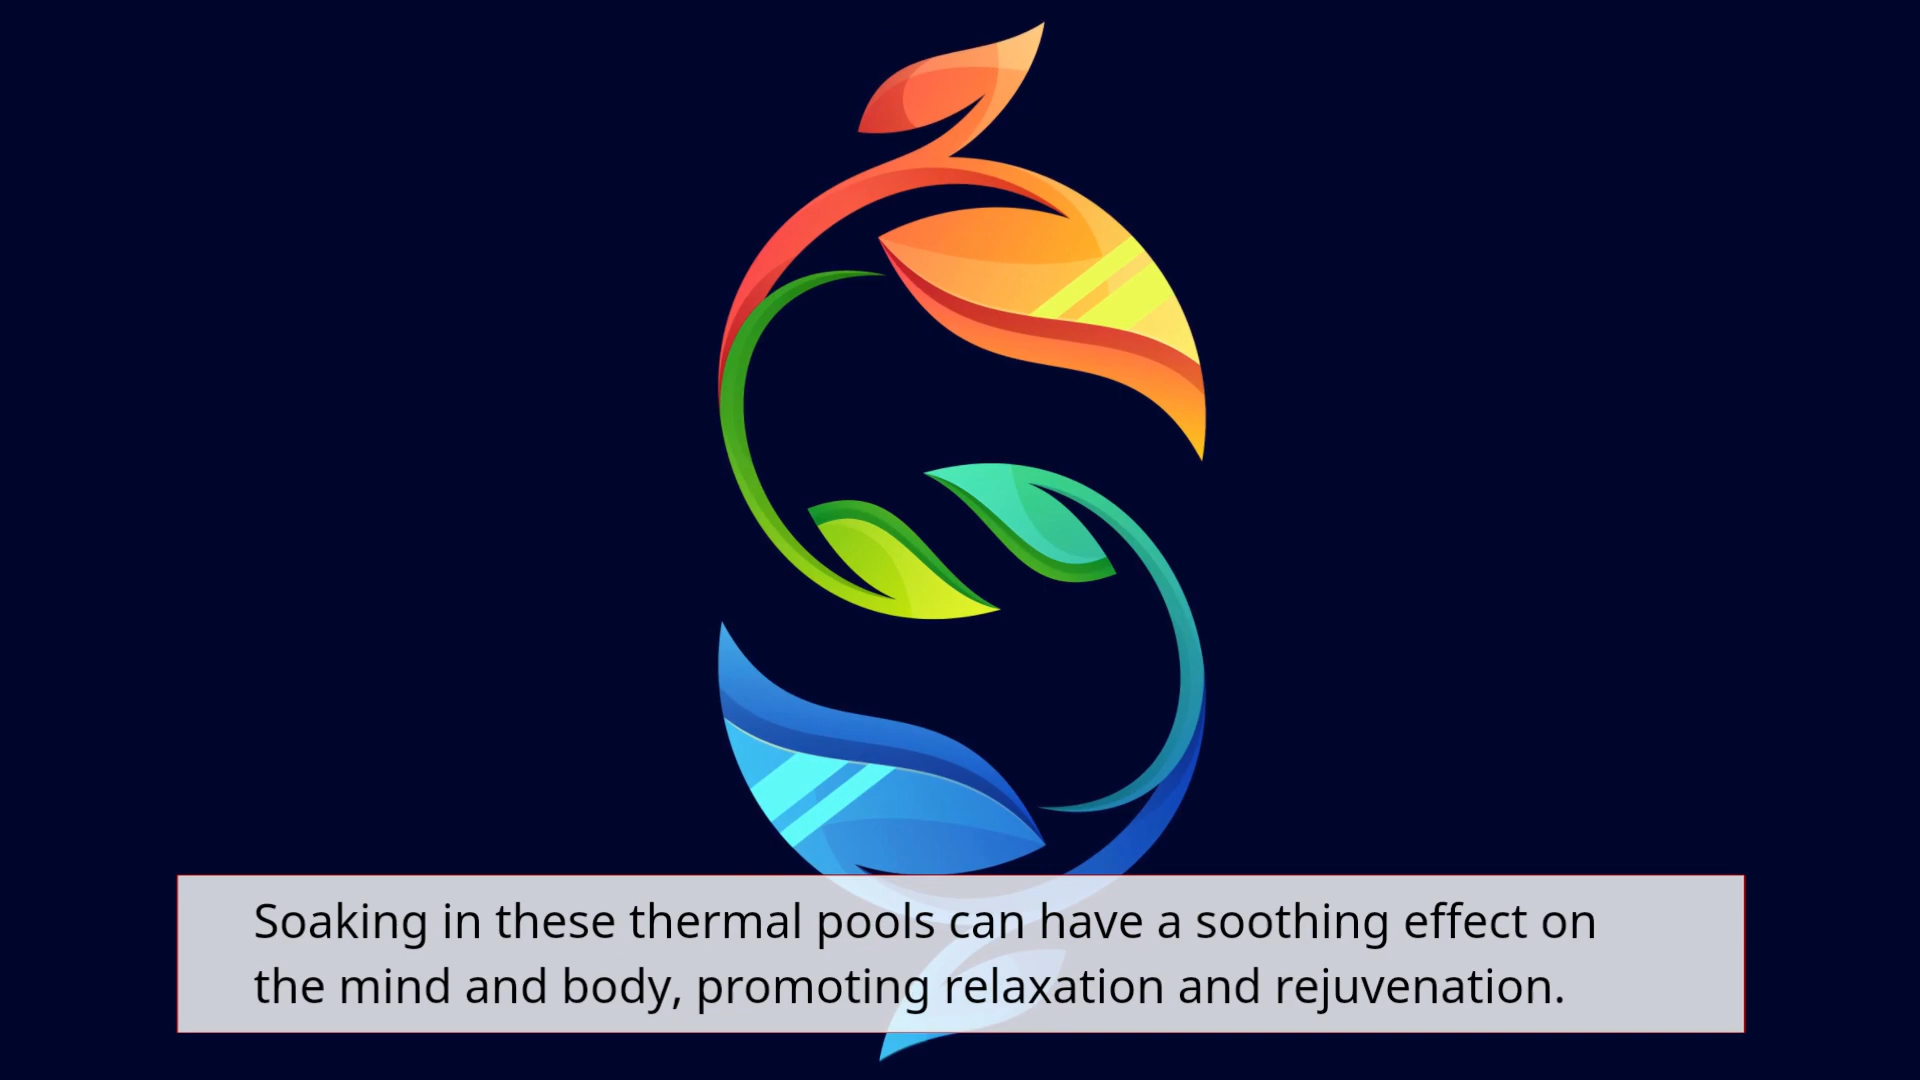 Soaking in these thermal pools can have a soothing effect on
the mind and body, promoting relaxation and rejuvenation.